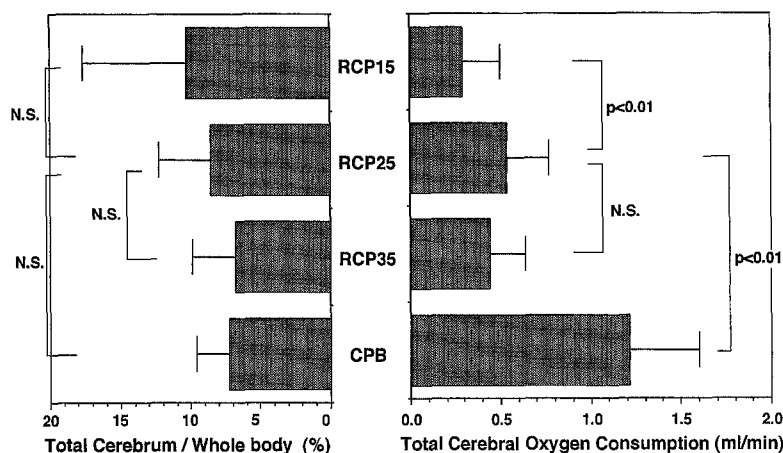 RCP15
N.S.
p<0.01
RCP25
N.S.
N.S.
N.S.
RCP35
p<0.01
CPB
20 15 10 5 0
0.0 0.5 1.0 1.5 2.0
Total Cerebrum / Whole body (%)
Total Cerebral Oxygen Consumption (ml/min)